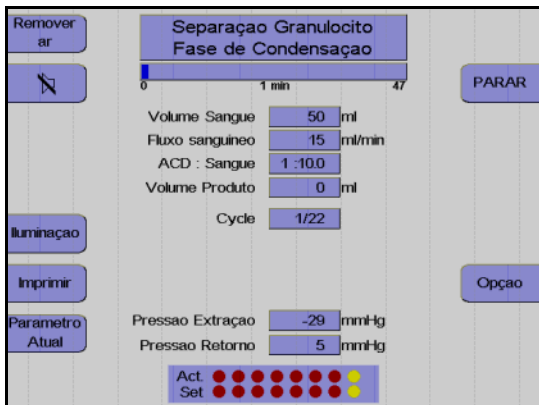 Remover
ar
Separaçao Granulocito
Fase de Condensaçao
0 1 min 47
PARAR
Volume Sangue 50 ml
Fluxo sanguineo 15 ml/min
ACD : Sangue 1 :10.0
Volume Produto 0 ml
Cycle 1/22
Iluminaçao
Imprimir
Opçao
Parametro
Atual
Pressao Extraçao -29 mmHg
Pressao Retorno 5 mmHg
Act.
Set